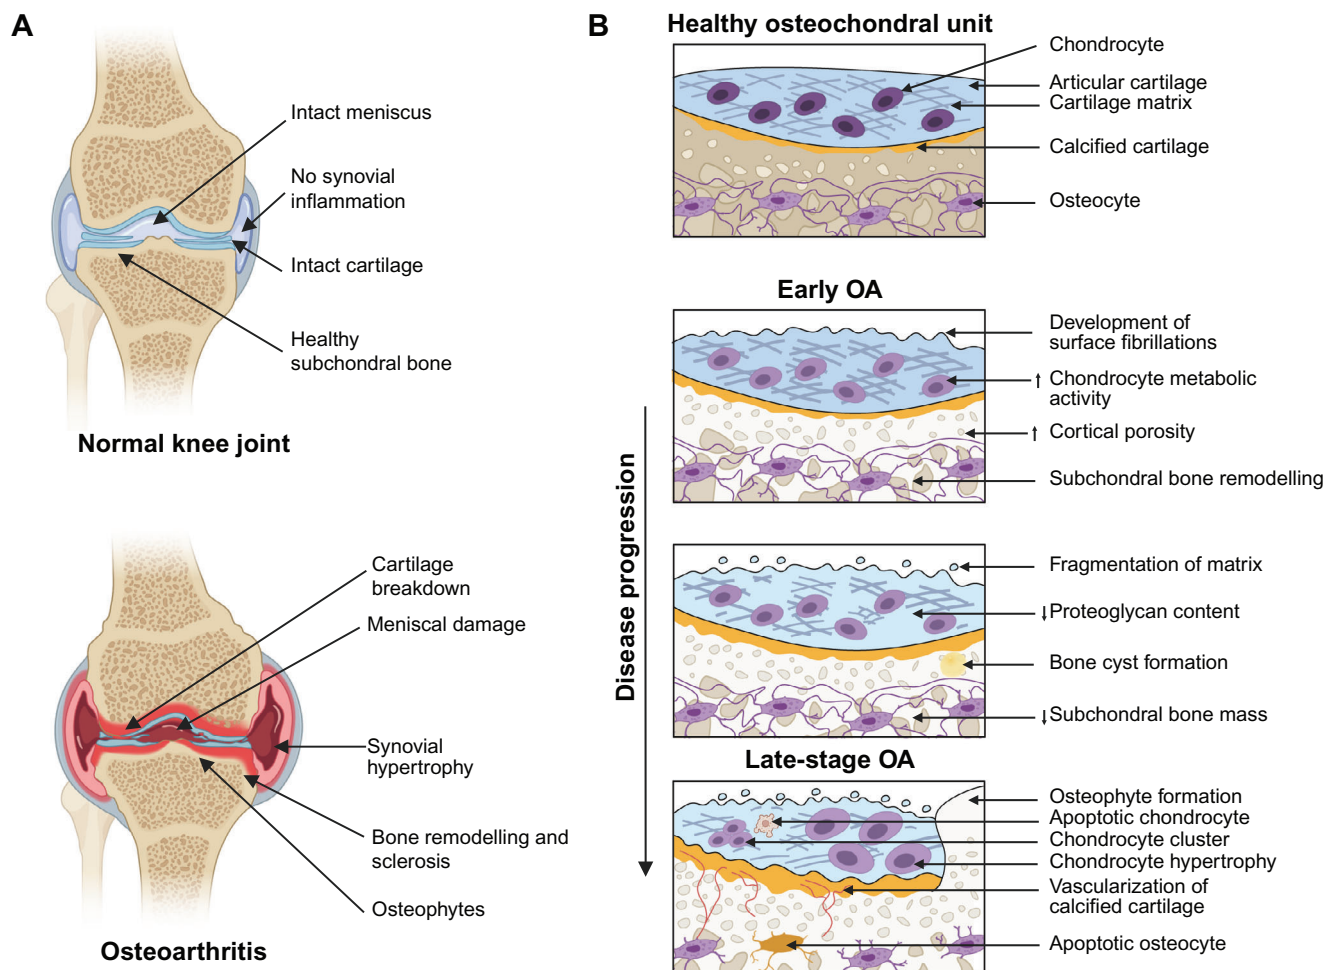 A
Intact meniscus
No synovial
inflammation
Intact cartilage
Healthy
subchondral bone
Normal knee joint
Cartilage
breakdown
Meniscal damage
Synovial
hypertrophy
Bone remodelling and
sclerosis
Osteophytes
Osteoarthritis
B
Healthy osteochondral unit
Chondrocyte
Articular cartilage
Cartilage matrix
Calcified cartilage
Osteocyte
Disease progression
Early OA
Development of
surface fibrillations
↑ Chondrocyte metabolic
activity
↑ Cortical porosity
Subchondral bone remodelling
Fragmentation of matrix
↓Proteoglycan content
Bone cyst formation
↓Subchondral bone mass
Late-stage OA
Osteophyte formation
Apoptotic chondrocyte
Chondrocyte cluster
Chondrocyte hypertrophy
Vascularization of
calcified cartilage
Apoptotic osteocyte